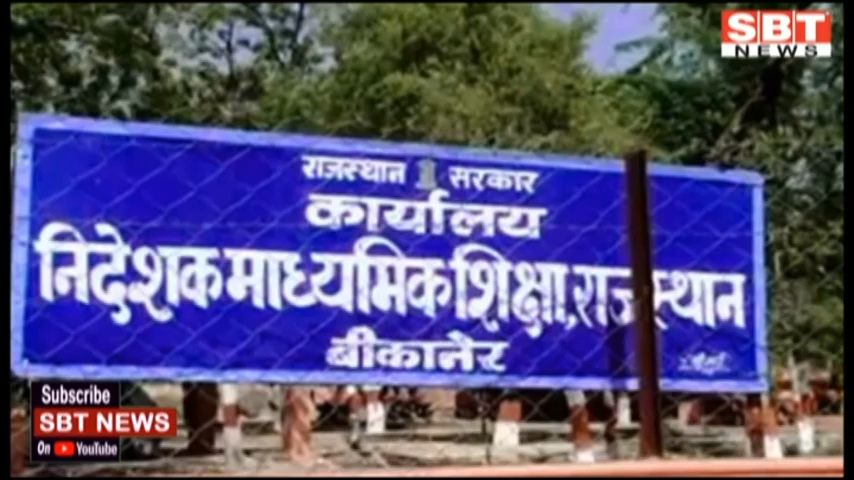 SBT
NEWS
राजस्थान सरकार
कार्यालय
निदेशक माध्यमिक शिक्षा, राजस्थान
बीकानेर
Subscribe
SBT NEWS
On YouTube